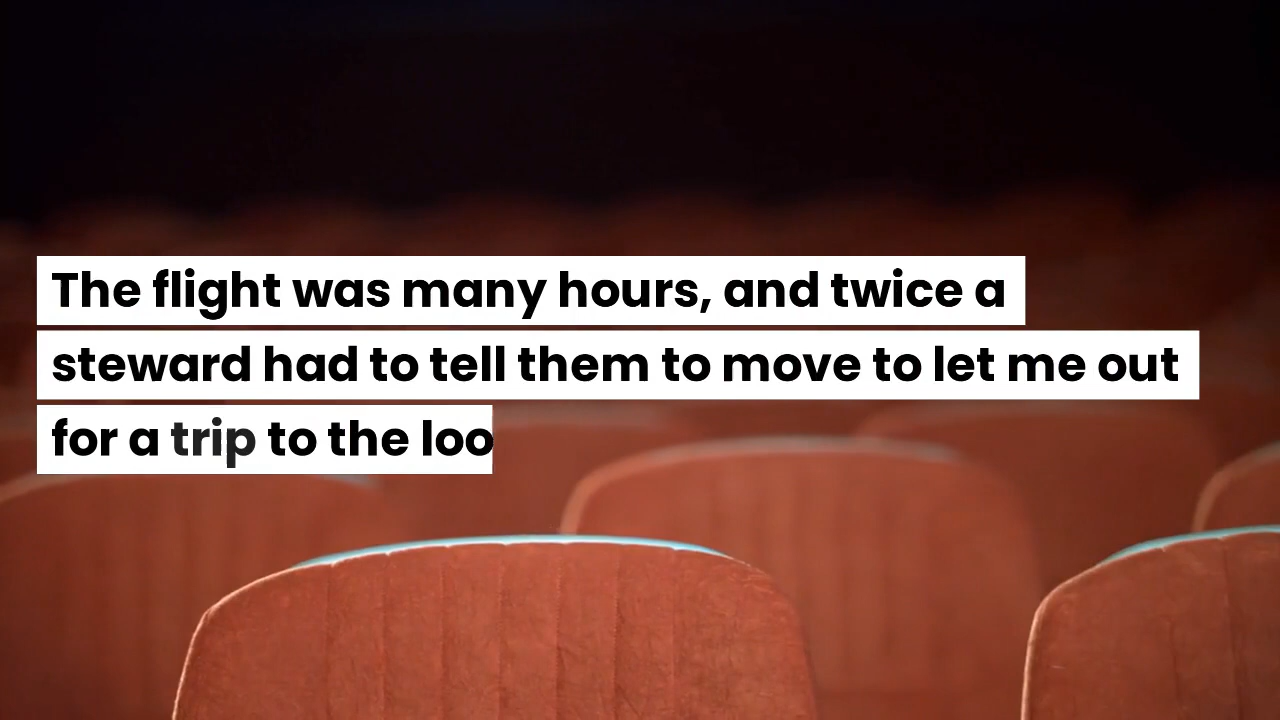 The flight was many hours, and twice a
steward had to tell them to move to let me out
for a trip to the loo